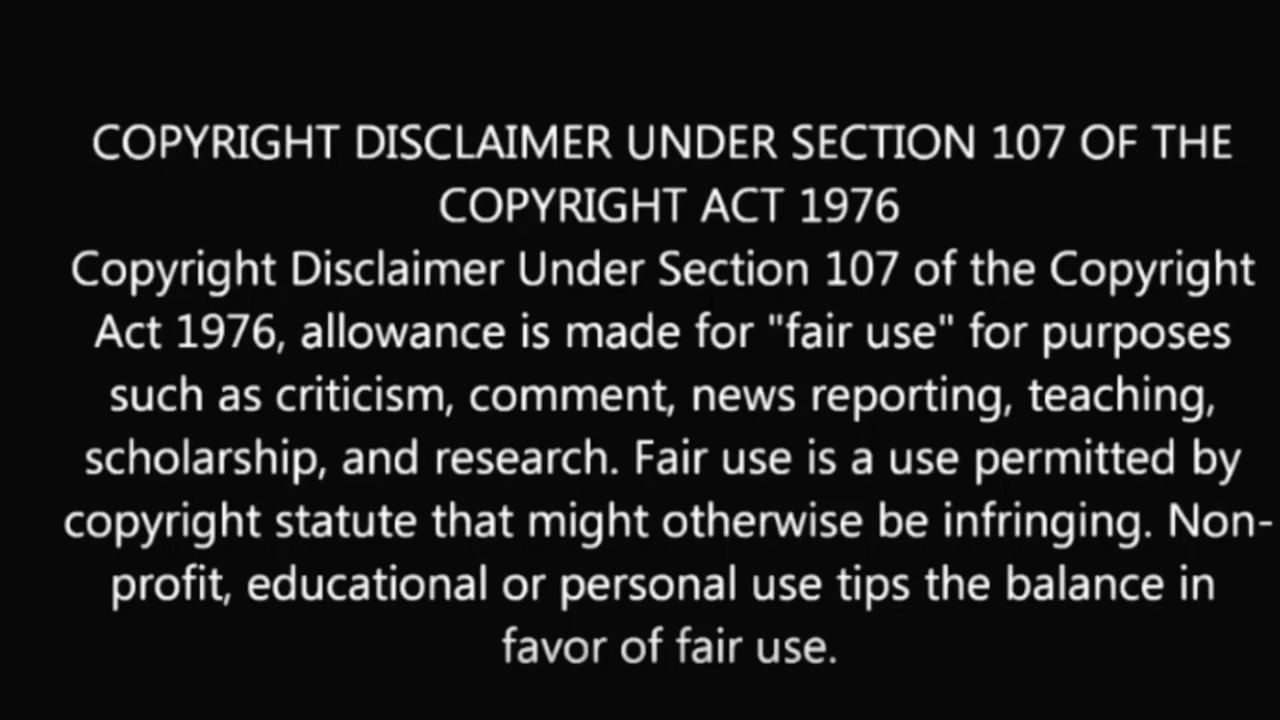 COPYRIGHT DISCLAIMER UNDER SECTION 107 OF THE
COPYRIGHT ACT 1976
Copyright Disclaimer Under Section 107 of the Copyright
Act 1976, allowance is made for "fair use" for purposes
such as criticism, comment, news reporting, teaching,
scholarship, and research. Fair use is a use permitted by
copyright statute that might otherwise be infringing. Non-
profit, educational or personal use tips the balance in
favor of fair use.